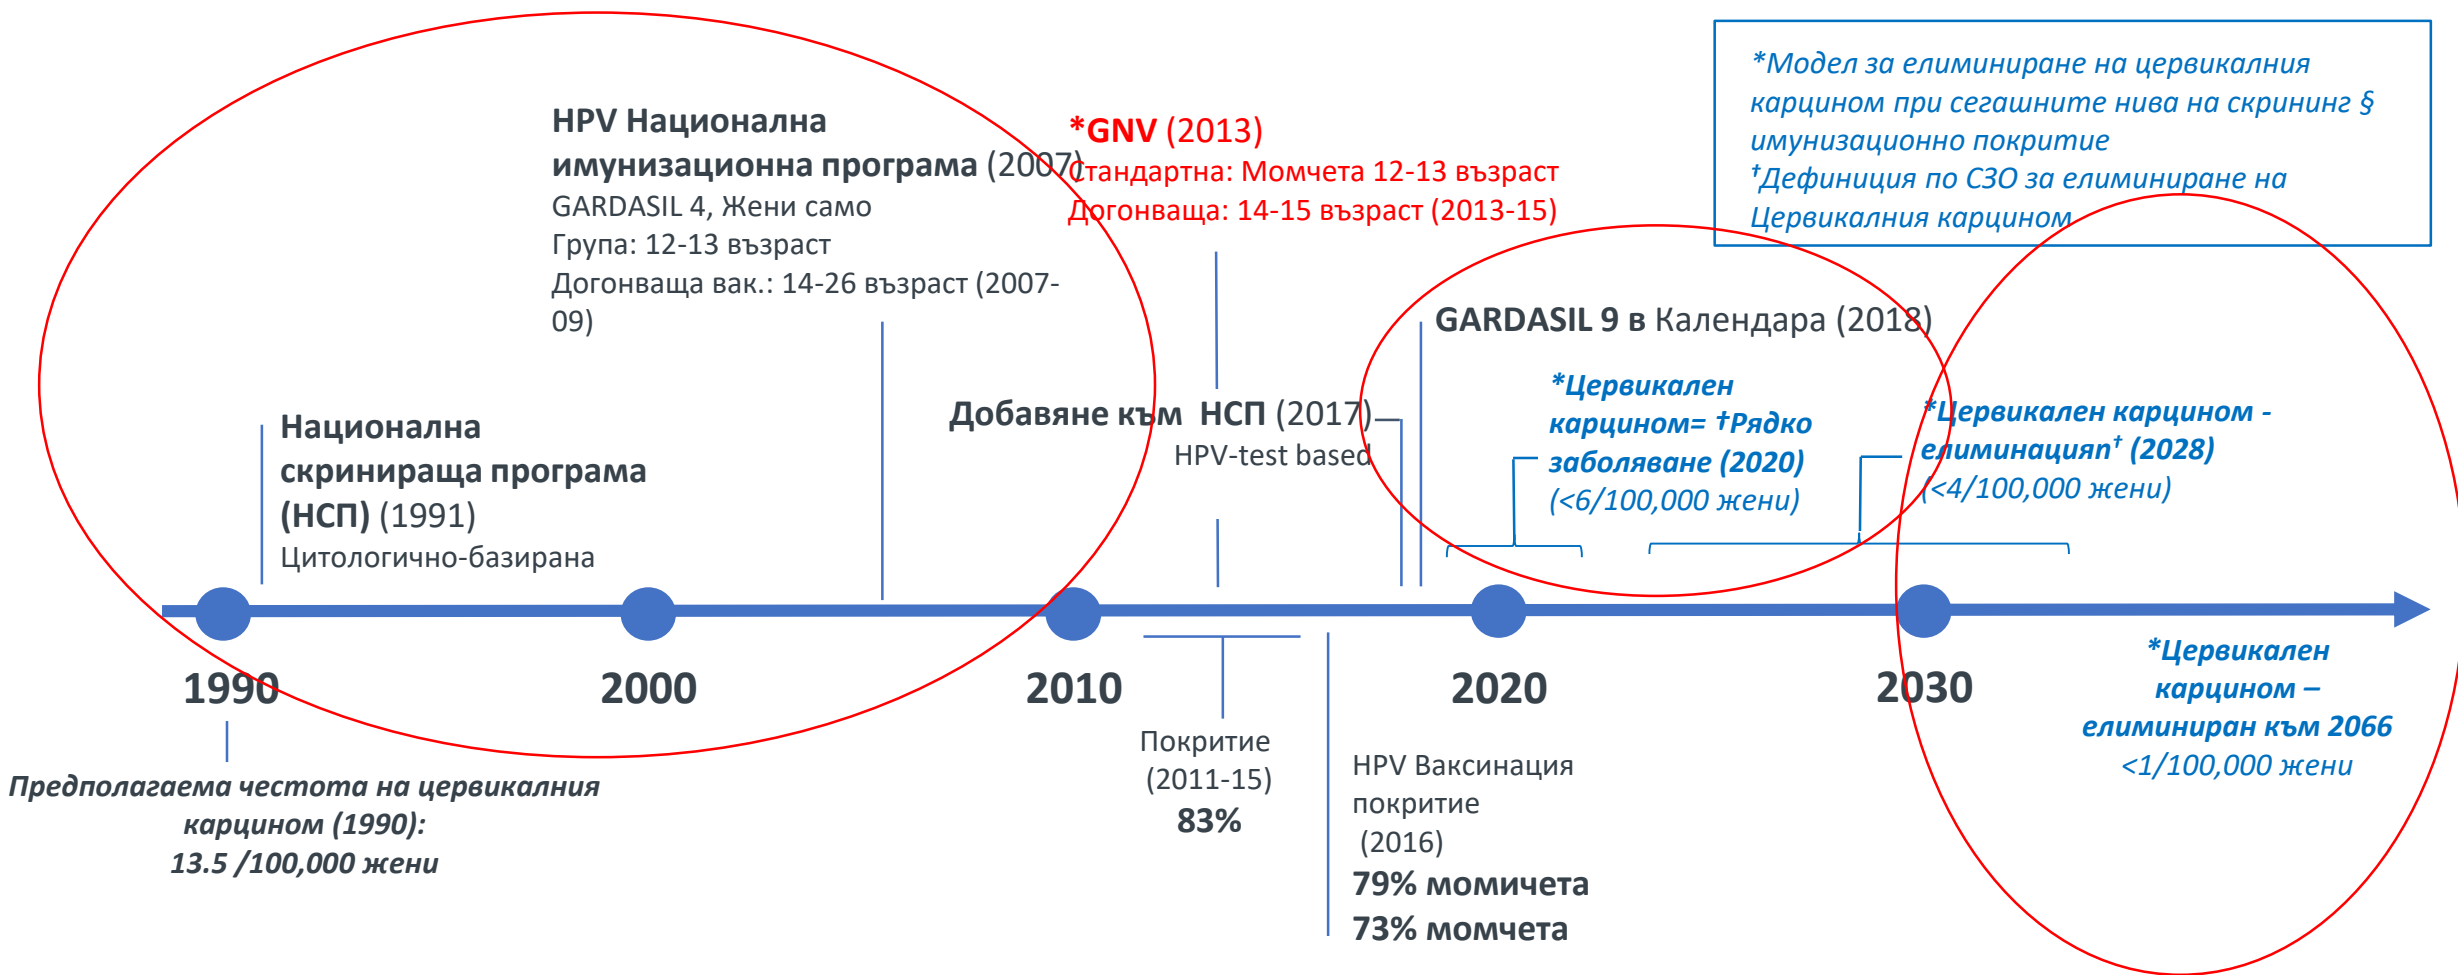 *Модел за елиминиране на цервикалния
карцином при сегашните нива на скрининг §
имунизационно покритие
†Дефиниция по СЗО за елиминиране на
Цервикалния карцином
HPV Национална
имунизационна програма (2007)
GARDASIL 4, Жени само
Група: 12-13 възраст
Догонваща вак.: 14-26 възраст (2007-
09)
*GNV (2013)
Стандартна: Момчета 12-13 възраст
Догонваща: 14-15 възраст (2013-15)
GARDASIL 9 в Календара (2018)
Национална
скринираща програма
(НСП) (1991)
Цитологично-базирана
Добавяне към НСП (2017)
HPV-test based
*Цервикален
карцином= †Рядко
заболяване (2020)
(<6/100,000 жени)
*Цервикален карцином -
елиминацияn† (2028)
(<4/100,000 жени)
1990
2000
2010
2020
2030
Предполагаема честота на цервикалния
карцином (1990):
13.5 /100,000 жени
Покритие
(2011-15)
83%
HPV Ваксинация
покритие
(2016)
79% момичета
73% момчета
*Цервикален
карцином –
елиминиран към 2066
<1/100,000 жени